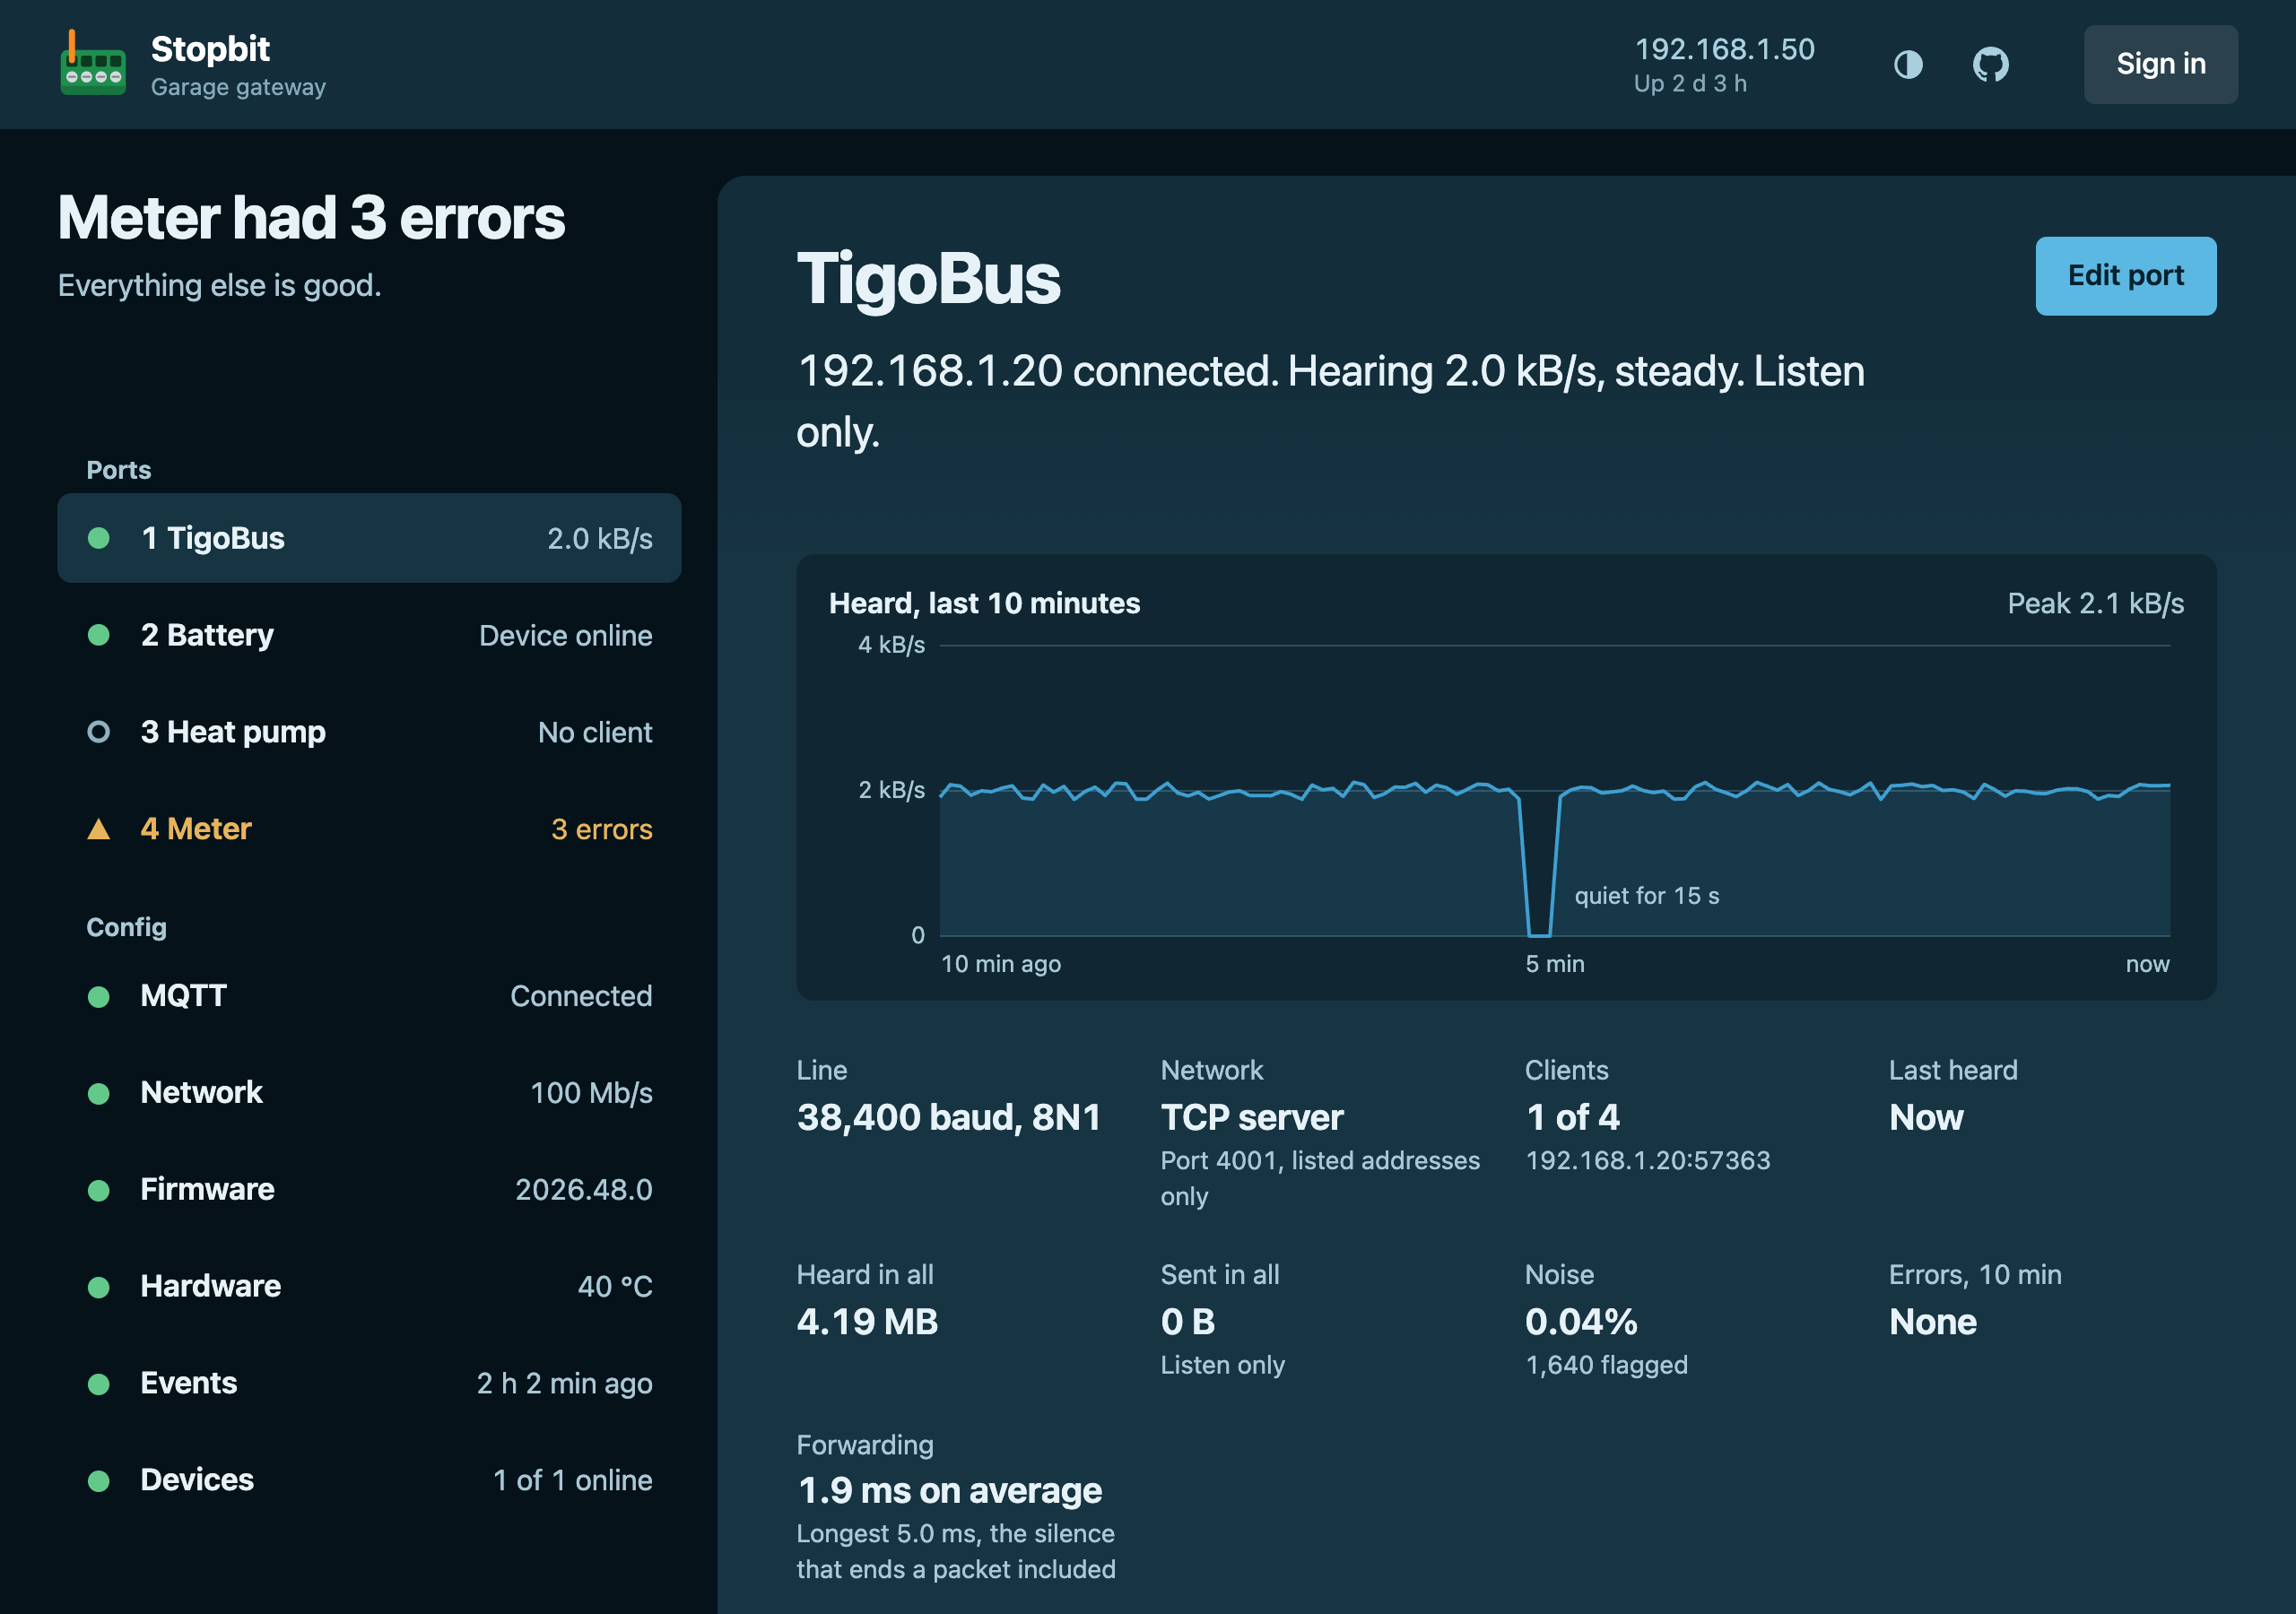 Stopbit
Garage gateway
192.168.1.50
Up 2 d 3 h
Sign in
Meter had 3 errors
Everything else is good.
Ports
1 TigoBus 2.0 kB/s
2 Battery Device online
3 Heat pump No client
4 Meter 3 errors
Config
MQTT Connected
Network 100 Mb/s
Firmware 2026.48.0
Hardware 40 °C
Events 2 h 2 min ago
Devices 1 of 1 online
TigoBus
Edit port
192.168.1.20 connected. Hearing 2.0 kB/s, steady. Listen
only.
Heard, last 10 minutes
Peak 2.1 kB/s
4 kB/s
2 kB/s
quiet for 15 s
0
10 min ago 5 min now
Line
38,400 baud, 8N1
Network
TCP server
Port 4001, listed addresses
only
Clients
1 of 4
192.168.1.20:57363
Last heard
Now
Heard in all
4.19 MB
Sent in all
0 B
Listen only
Noise
0.04%
1,640 flagged
Errors, 10 min
None
Forwarding
1.9 ms on average
Longest 5.0 ms, the silence
that ends a packet included